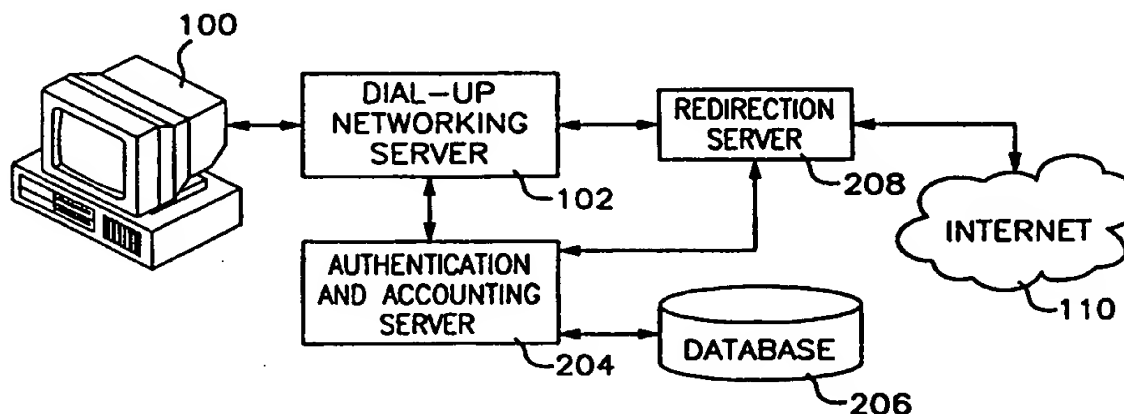 100
DIAL-UP
NETWORKING
SERVER
102
REDIRECTION
SERVER
208
INTERNET
110
AUTHENTICATION
AND ACCOUNTING
SERVER
204
DATABASE
206